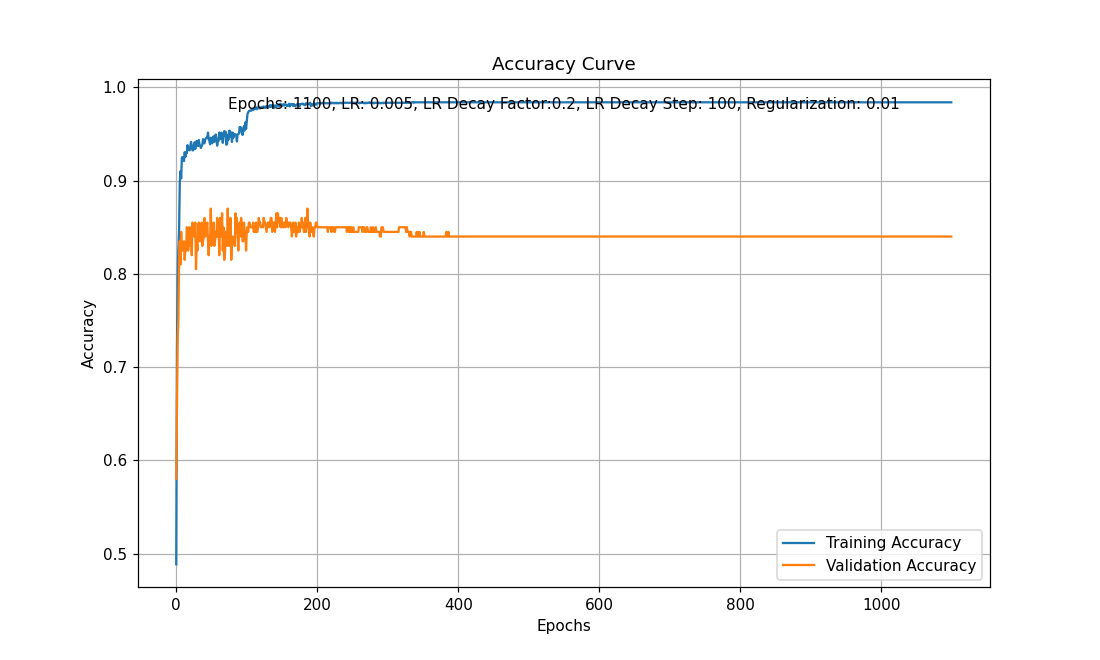 Accuracy Curve
Epochs: 1100, LR: 0.005, LR Decay Factor:0.2, LR Decay Step: 100, Regularization: 0.01
1.0
0.9
0.8
0.7
0.6
0.5
Accuracy
Training Accuracy
Validation Accuracy
0 200 400 600 800 1000
Epochs